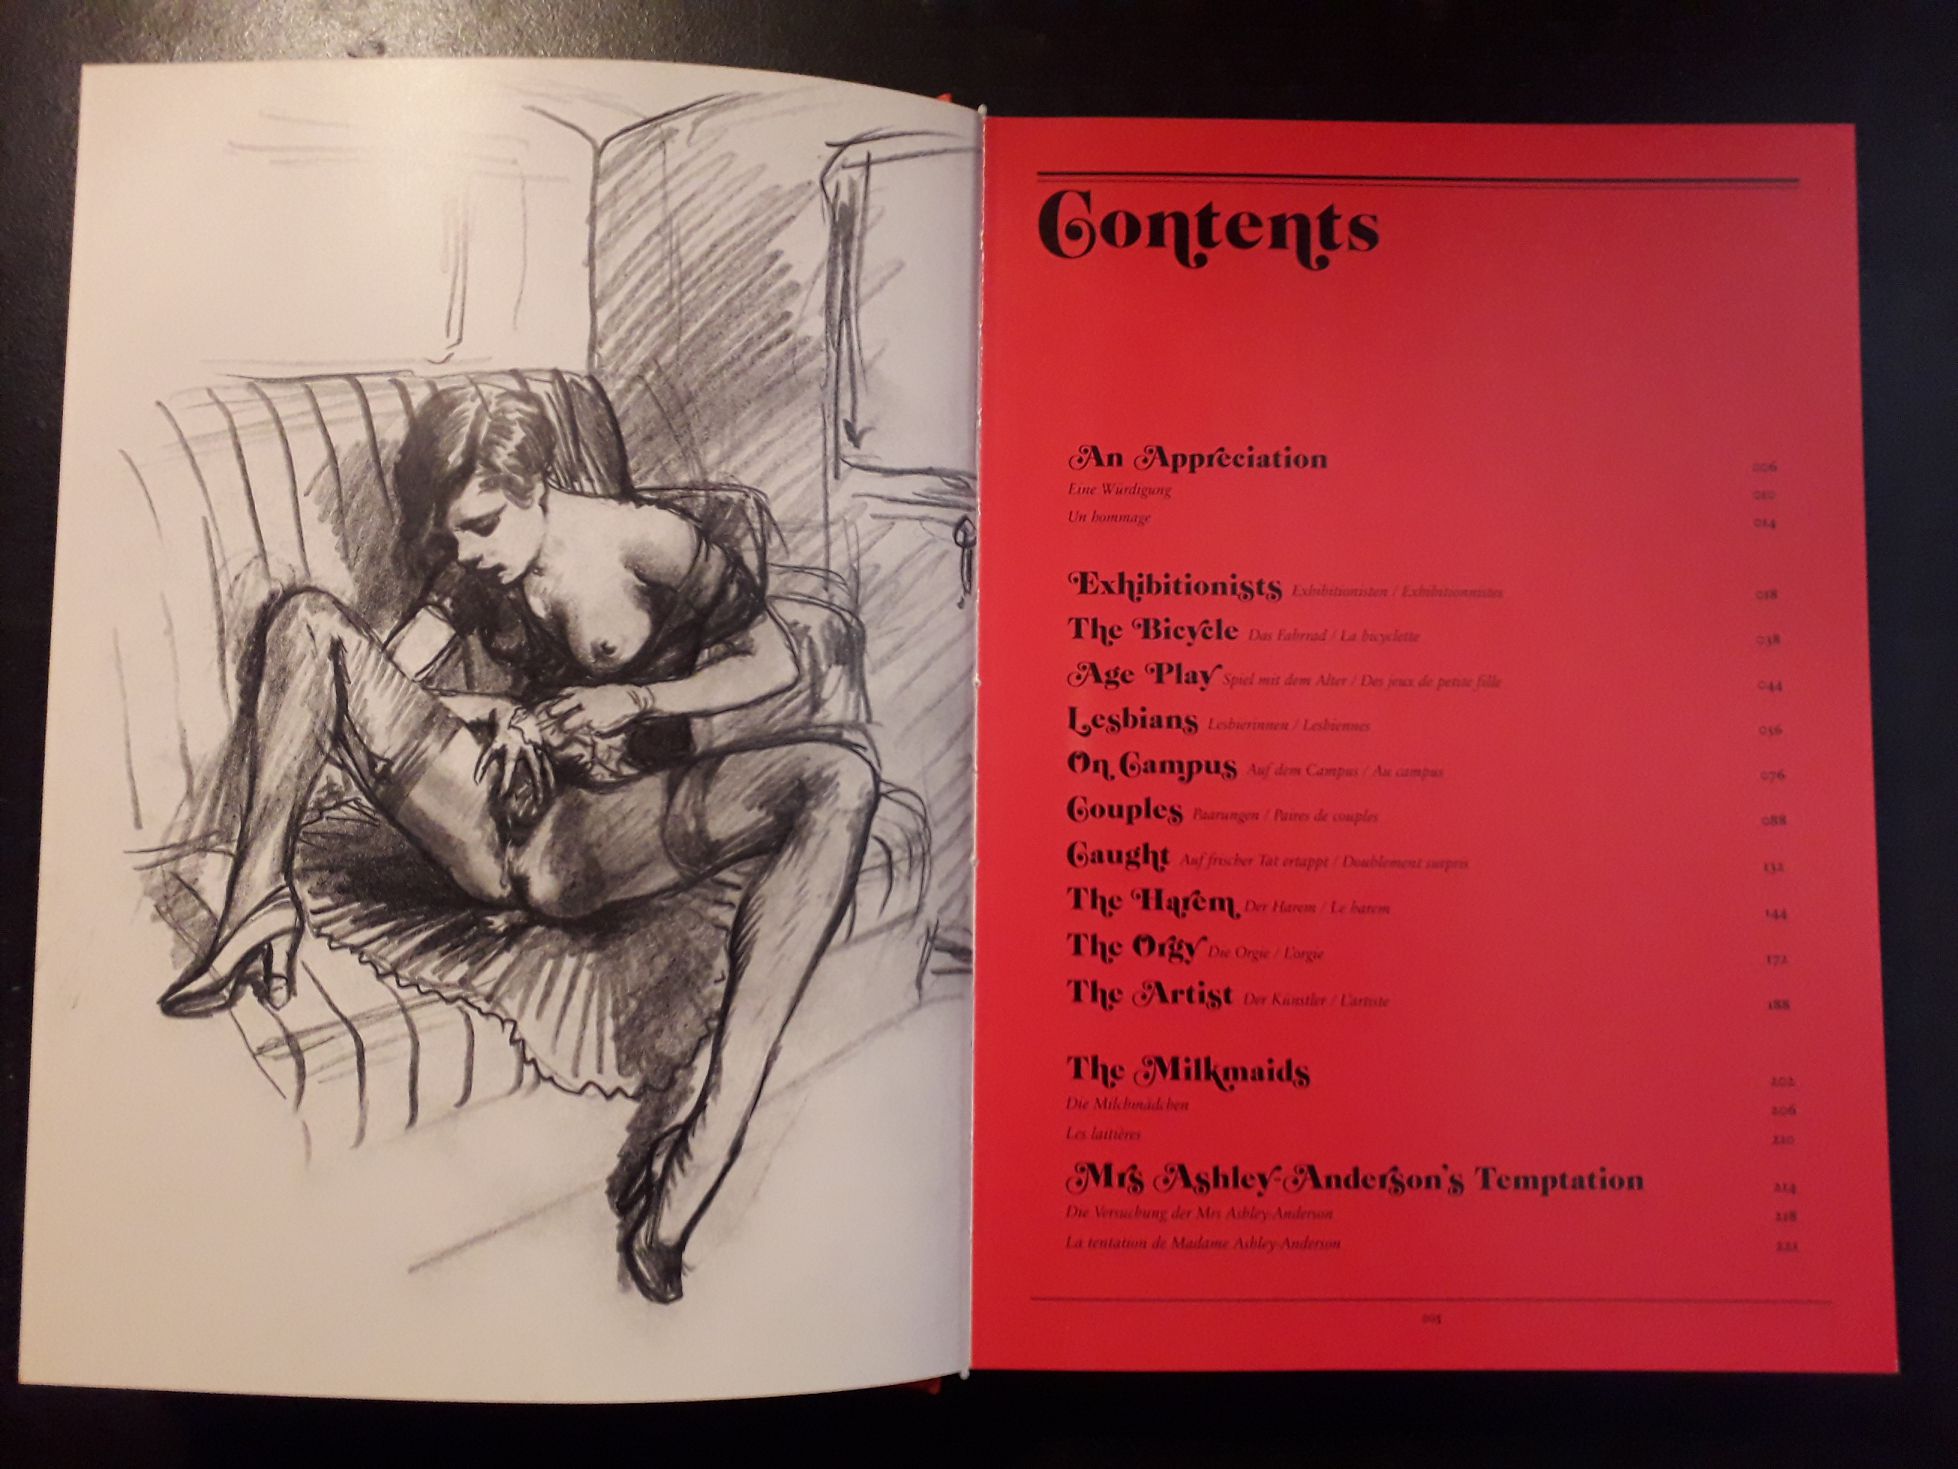 Contents
An Appreciation 006
Eine Würdigung 010
Un hommage 014
Exhibitionists Exhibitionisten / Exhibitionnistes 018
The Bicycle Das Fahrrad / La bicyclette 038
Age Play Spiel mit dem Alter / Des jeux de petite fille 044
Lesbians Lesbierinnen / Lesbiennes 056
On Campus Auf dem Campus / Au campus 076
Couples Paarungen / Paires de couples 088
Caught Auf frischer Tat ertappt / Doublement surpris 132
The Harem Der Harem / Le harem 144
The Orgy Die Orgie / L'orgie 172
The Artist Der Künstler / L'artiste 188
The Milkmaids 202
Die Milchmädchen 206
Les laitières 210
Mrs Ashley-Anderson's Temptation 214
Die Versuchung der Mrs Ashley-Anderson 218
La tentation de Madame Ashley-Anderson 221
005